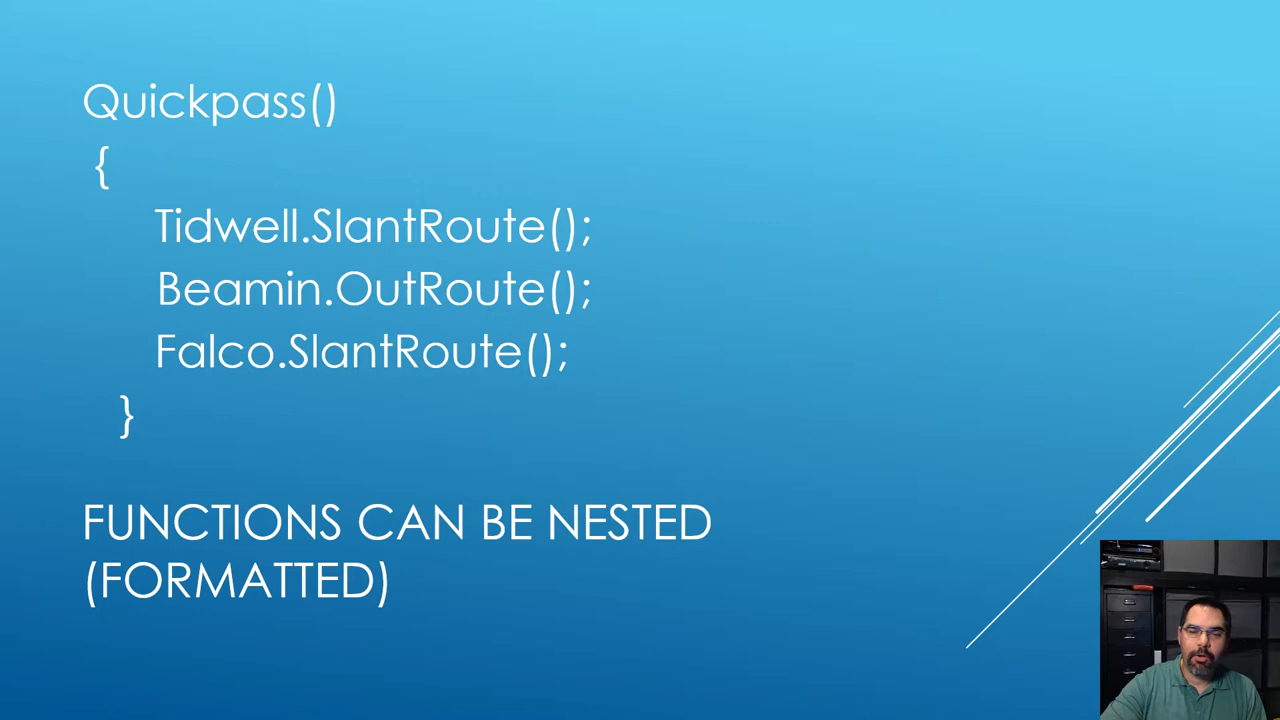 Quickpass()
{
Tidwell.SlantRoute();
Beamin.OutRoute();
Falco.SlantRoute();
}
FUNCTIONS CAN BE NESTED
(FORMATTED)